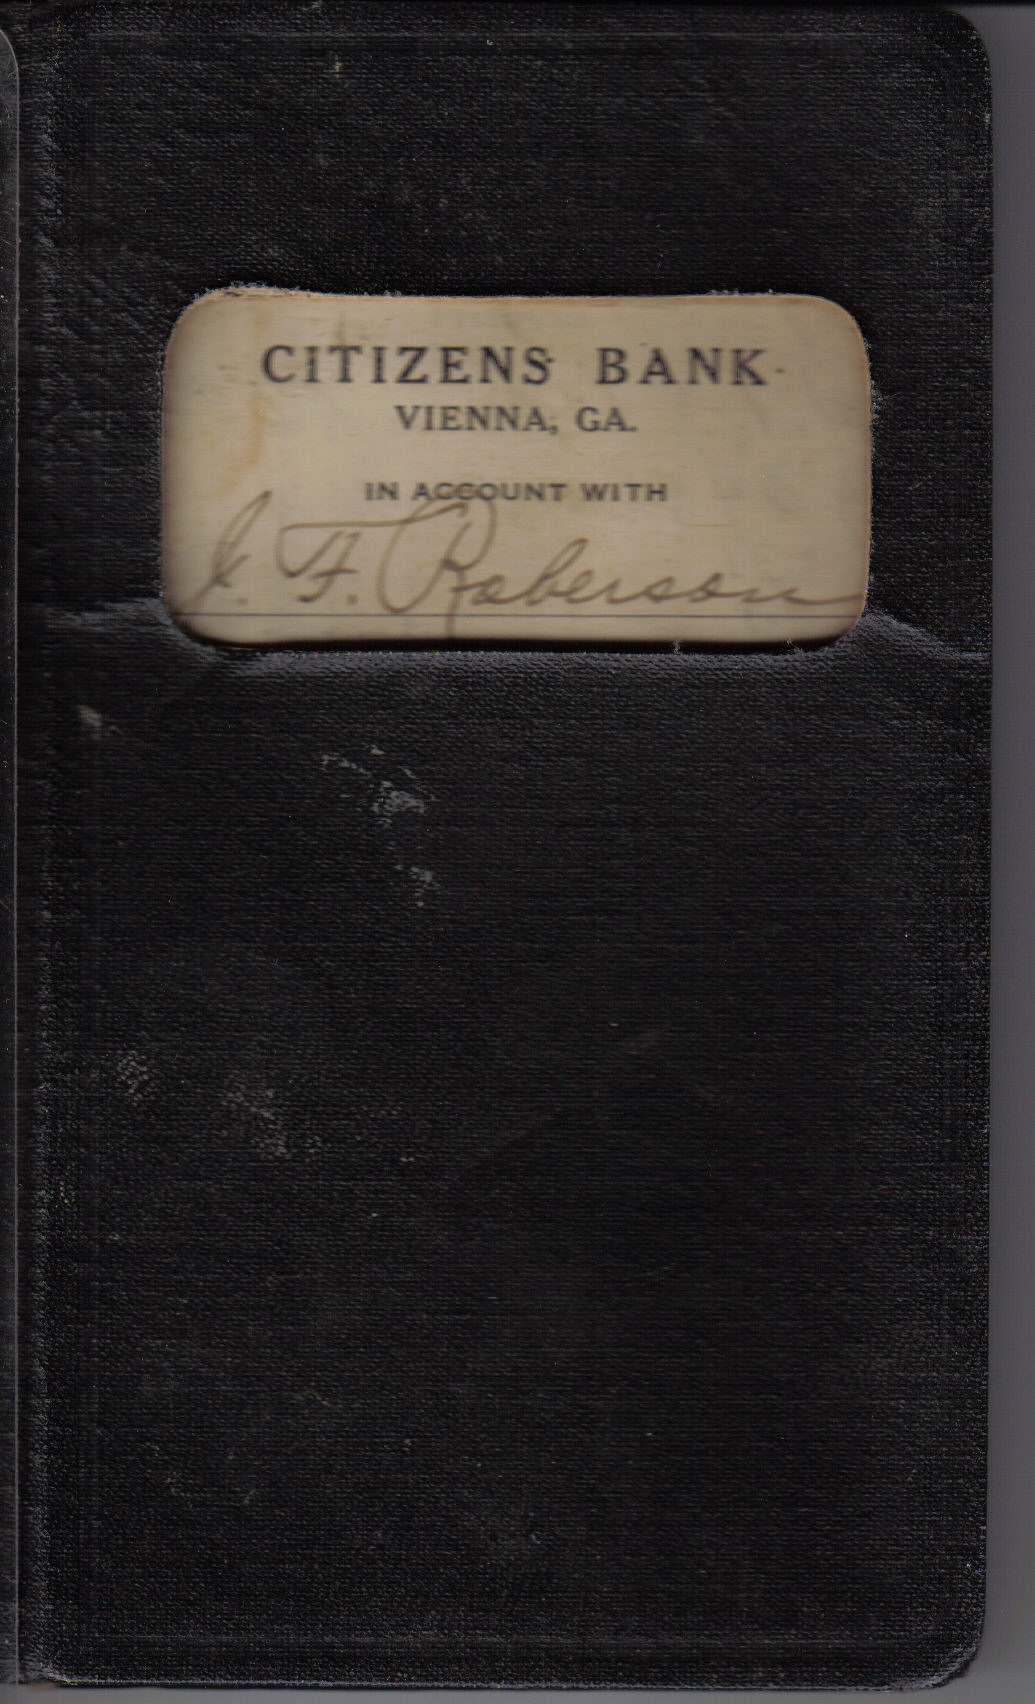 CITIZENS BANK
VIENNA, GA.
IN ACCOUNT WITH
J. F. Roberson